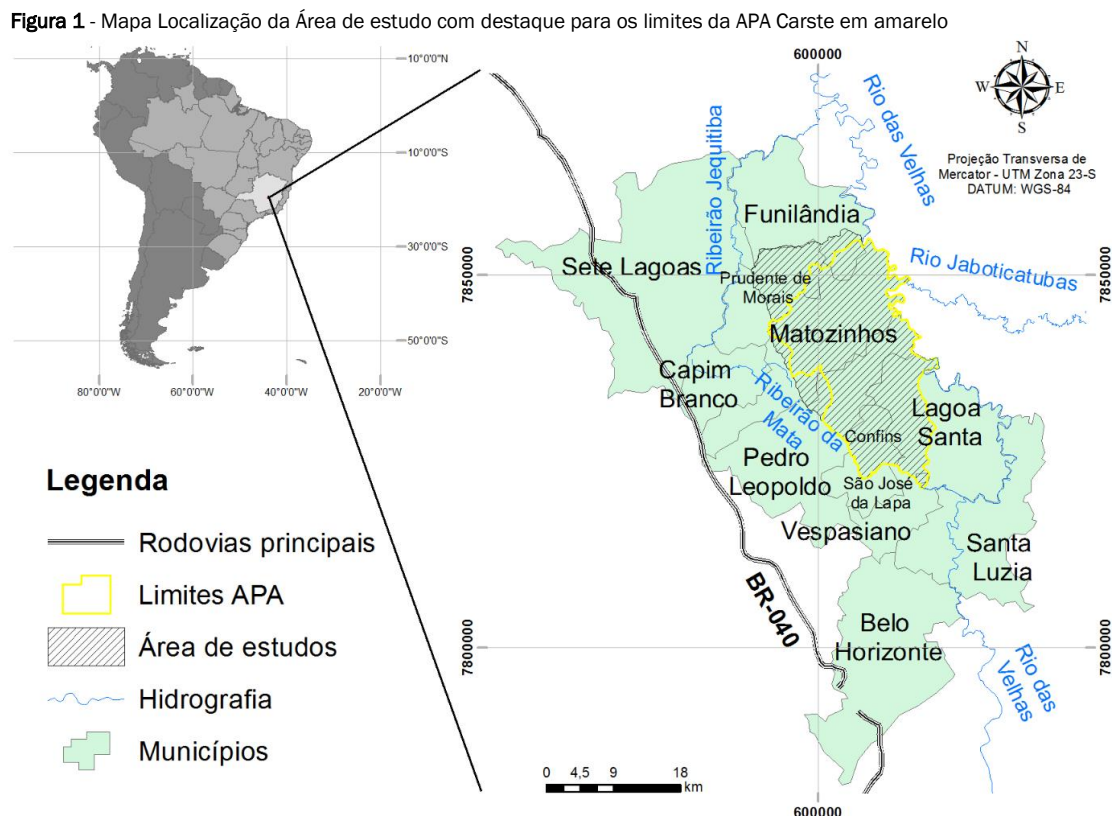 Figura 1 - Mapa Localização da Área de estudo com destaque para os limites da APA Carste em amarelo
10°0'0"N
10°0'0"S
30°0'0"S
50°0'0"S
80°0'0"W
60°0'0"W
40°0'0"W
20°0'0"W
600000
N
W
E
S
Projeção Transversa de
Mercator - UTM Zona 23-S
DATUM: WGS-84
Rio das Velhas
Ribeirão Jequitiba
Funilândia
Rio Jaboticatubas
7850000
7850000
Sete Lagoas
Prudente de
Morais
Matozinhos
Capim
Branco
Ribeirão da
Mata
Lagoa
Santa
Confins
Pedro
Leopoldo
São José
da Lapa
Vespasiano
Santa
Luzia
BR-040
Belo
Horizonte
7800000
7800000
Rio das
Velhas
Legenda
Rodovias principais
Limites APA
Área de estudos
Hidrografia
Municípios
0 4,5 9 18
km
600000